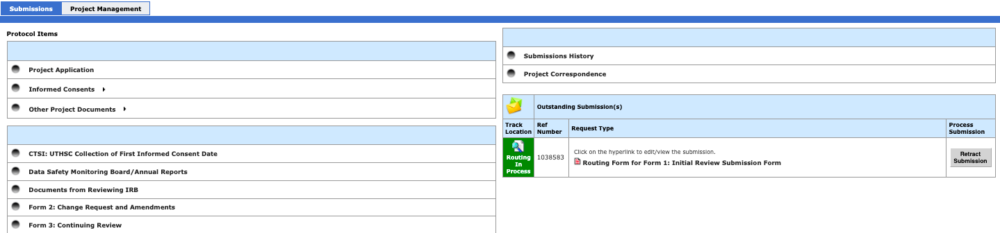 Submissions
Project Management
Protocol Items
Project Application
Informed Consents
Other Project Documents
CTSI: UTHSC Collection of First Informed Consent Date
Data Safety Monitoring Board/Annual Reports
Documents from Reviewing IRB
Form 2: Change Request and Amendments
Form 3: Continuing Review
Submissions History
Project Correspondence
Outstanding Submission(s)
Track
Location
Ref
Number
Request Type
Process
Submission
Routing
In
Process
1038583
Click on the hyperlink to edit/view the submission.
Routing Form for Form 1: Initial Review Submission Form
Retract
Submission